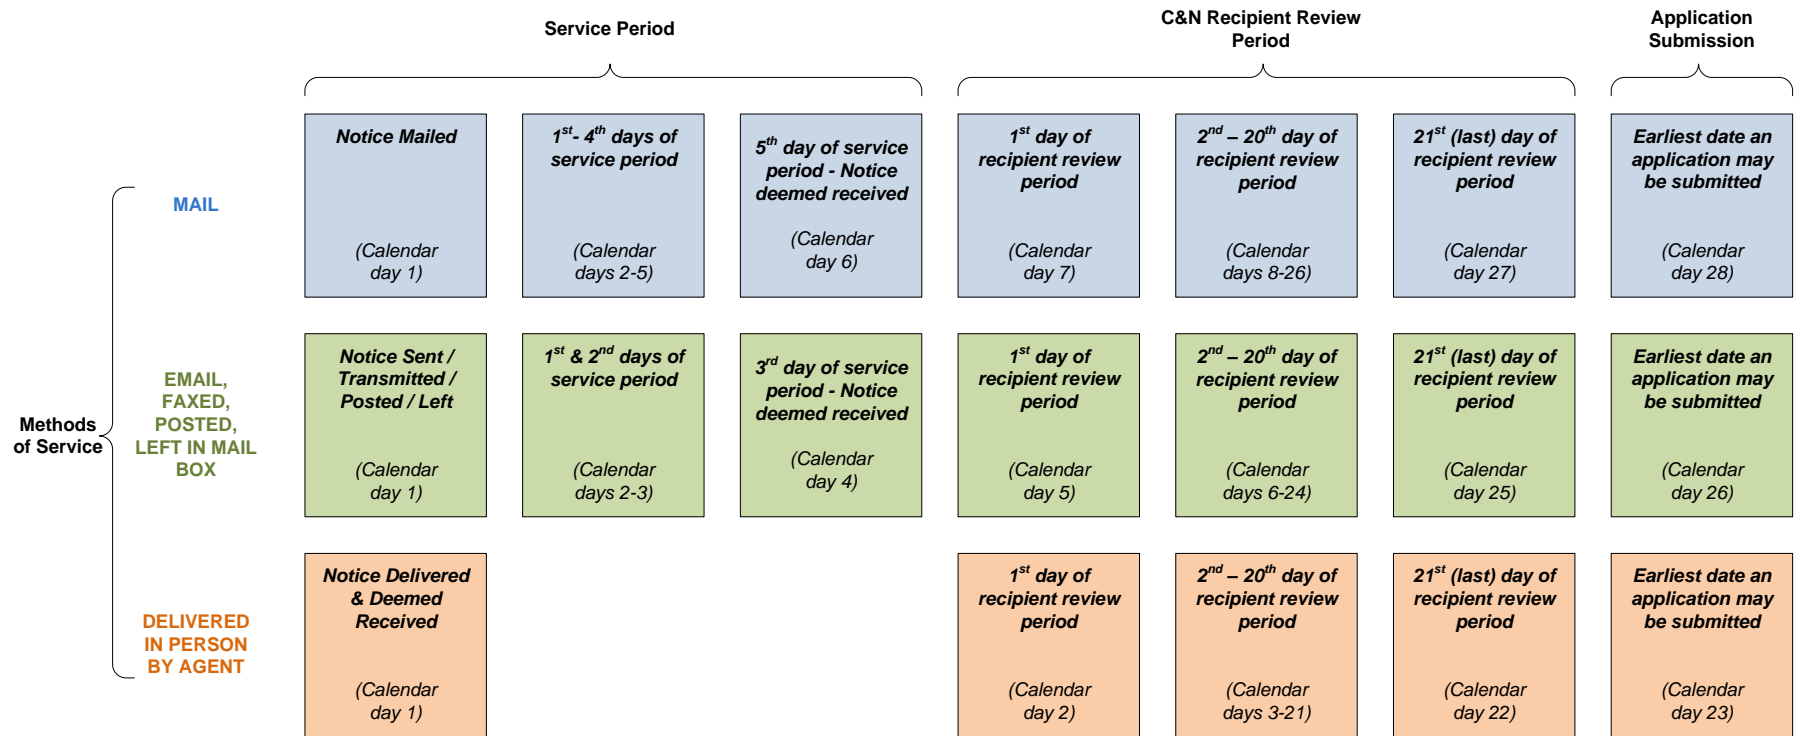 Service Period
C&N Recipient Review
Period
Application
Submission
Methods
of Service
MAIL
Notice Mailed
(Calendar
day 1)
1st- 4th days of
service period
(Calendar
days 2-5)
5th day of service
period - Notice
deemed received
(Calendar
day 6)
1st day of
recipient review
period
(Calendar
day 7)
2nd – 20th day of
recipient review
period
(Calendar
days 8-26)
21st (last) day of
recipient review
period
(Calendar
day 27)
Earliest date an
application may
be submitted
(Calendar
day 28)
EMAIL,
FAXED,
POSTED,
LEFT IN MAIL
BOX
Notice Sent /
Transmitted /
Posted / Left
(Calendar
day 1)
1st & 2nd days of
service period
(Calendar
days 2-3)
3rd day of service
period - Notice
deemed received
(Calendar
day 4)
1st day of
recipient review
period
(Calendar
day 5)
2nd – 20th day of
recipient review
period
(Calendar
days 6-24)
21st (last) day of
recipient review
period
(Calendar
day 25)
Earliest date an
application may
be submitted
(Calendar
day 26)
DELIVERED
IN PERSON
BY AGENT
Notice Delivered
& Deemed
Received
(Calendar
day 1)
1st day of
recipient review
period
(Calendar
day 2)
2nd – 20th day of
recipient review
period
(Calendar
days 3-21)
21st (last) day of
recipient review
period
(Calendar
day 22)
Earliest date an
application may
be submitted
(Calendar
day 23)